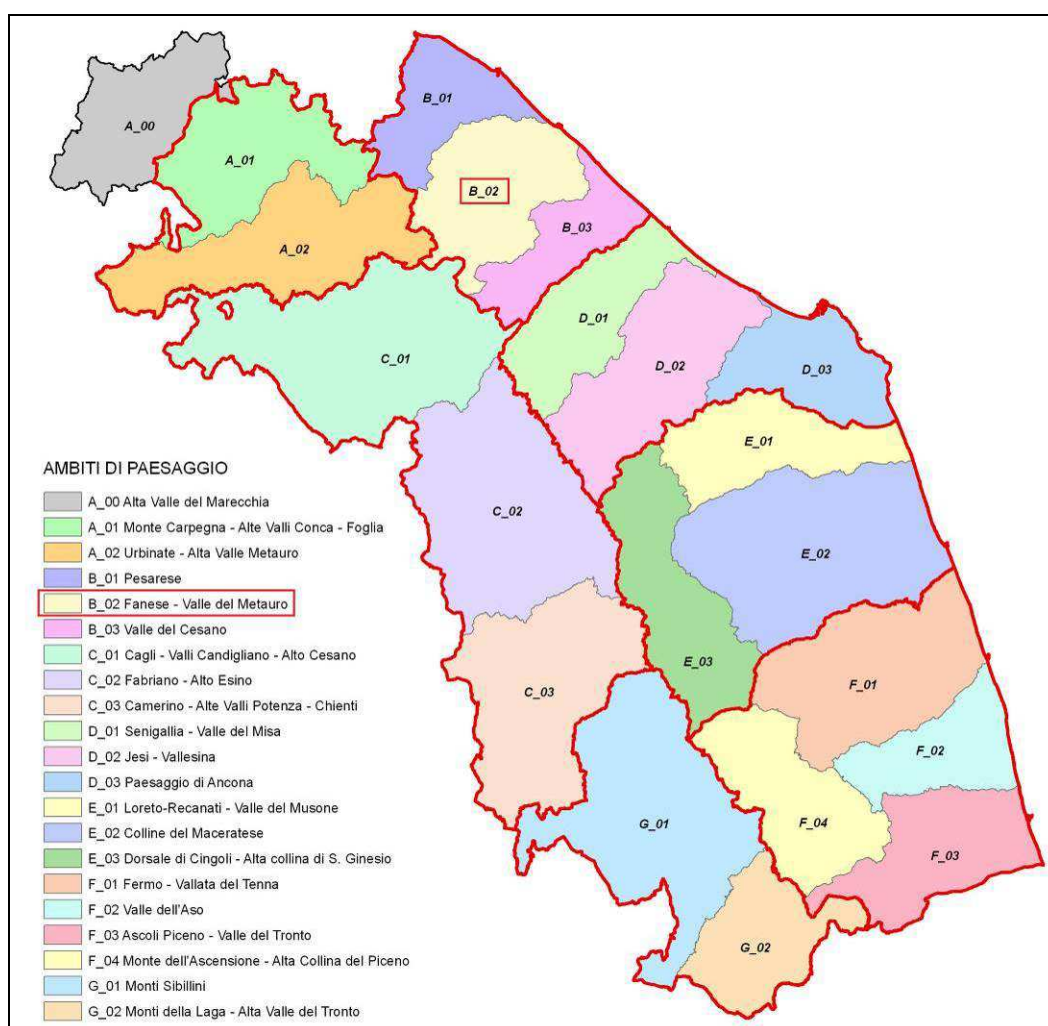 A_00
B_01
A_01
B_02
B_03
A_02
D_01
C_01
D_02
D_03
E_01
C_02
E_02
E_03
C_03
F_01
F_02
G_01
F_04
F_03
G_02
AMBITI DI PAESAGGIO
A_00 Alta Valle del Marecchia
A_01 Monte Carpegna - Alte Valli Conca - Foglia
A_02 Urbinate - Alta Valle Metauro
B_01 Pesarese
B_02 Fanese - Valle del Metauro
B_03 Valle del Cesano
C_01 Cagli - Valli Candigliano - Alto Cesano
C_02 Fabriano - Alto Esino
C_03 Camerino - Alte Valli Potenza - Chienti
D_01 Senigallia - Valle del Misa
D_02 Jesi - Vallesina
D_03 Paesaggio di Ancona
E_01 Loreto-Recanati - Valle del Musone
E_02 Colline del Maceratese
E_03 Dorsale di Cingoli - Alta collina di S. Ginesio
F_01 Fermo - Vallata del Tenna
F_02 Valle dell'Aso
F_03 Ascoli Piceno - Valle del Tronto
F_04 Monte dell'Ascensione - Alta Collina del Piceno
G_01 Monti Sibillini
G_02 Monti della Laga - Alta Valle del Tronto